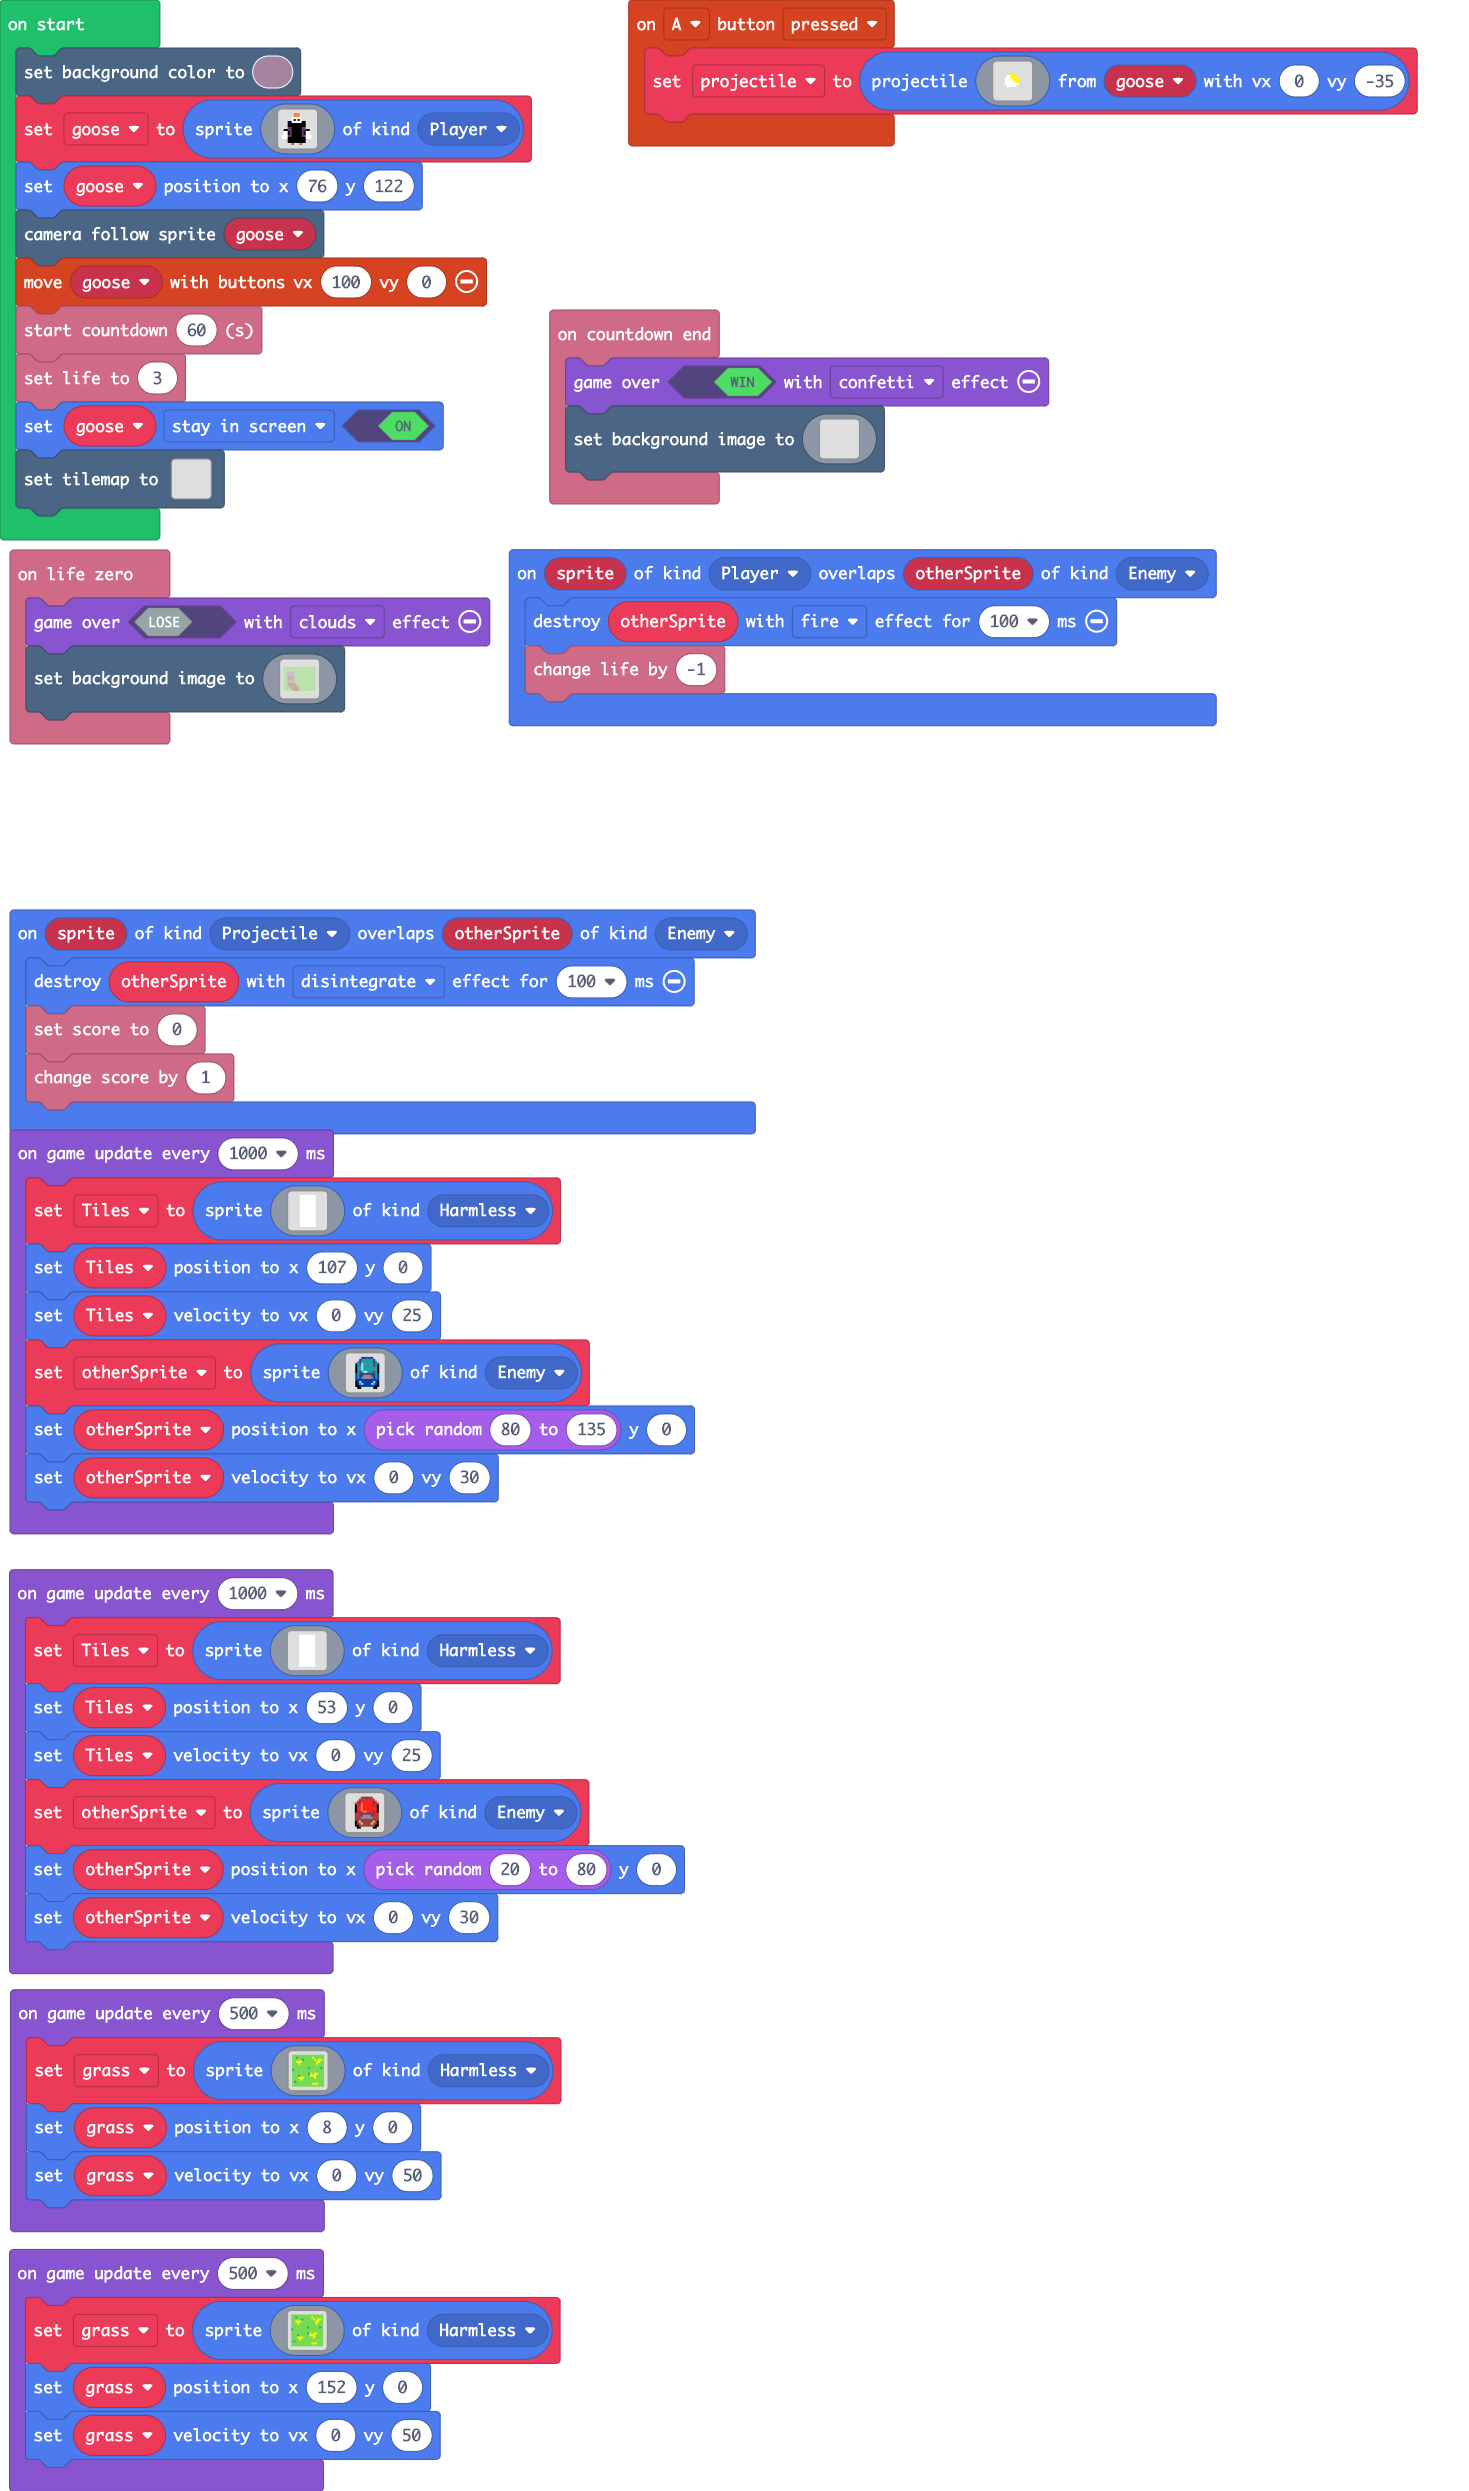 on start
set background color to
set goose to sprite of kind Player
set goose position to x 76 y 122
camera follow sprite goose
move goose with buttons vx 100 vy 0
start countdown 60 (s)
set life to 3
set goose stay in screen ON
set tilemap to
on A button pressed
set projectile to projectile from goose with vx 0 vy -35
on countdown end
game over WIN with confetti effect
set background image to
on life zero
game over LOSE with clouds effect
set background image to
on sprite of kind Player overlaps otherSprite of kind Enemy
destroy otherSprite with fire effect for 100 ms
change life by -1
on sprite of kind Projectile overlaps otherSprite of kind Enemy
destroy otherSprite with disintegrate effect for 100 ms
set score to 0
change score by 1
on game update every 1000 ms
set Tiles to sprite of kind Harmless
set Tiles position to x 107 y 0
set Tiles velocity to vx 0 vy 25
set otherSprite to sprite of kind Enemy
set otherSprite position to x pick random 80 to 135 y 0
set otherSprite velocity to vx 0 vy 30
on game update every 1000 ms
set Tiles to sprite of kind Harmless
set Tiles position to x 53 y 0
set Tiles velocity to vx 0 vy 25
set otherSprite to sprite of kind Enemy
set otherSprite position to x pick random 20 to 80 y 0
set otherSprite velocity to vx 0 vy 30
on game update every 500 ms
set grass to sprite of kind Harmless
set grass position to x 8 y 0
set grass velocity to vx 0 vy 50
on game update every 500 ms
set grass to sprite of kind Harmless
set grass position to x 152 y 0
set grass velocity to vx 0 vy 50